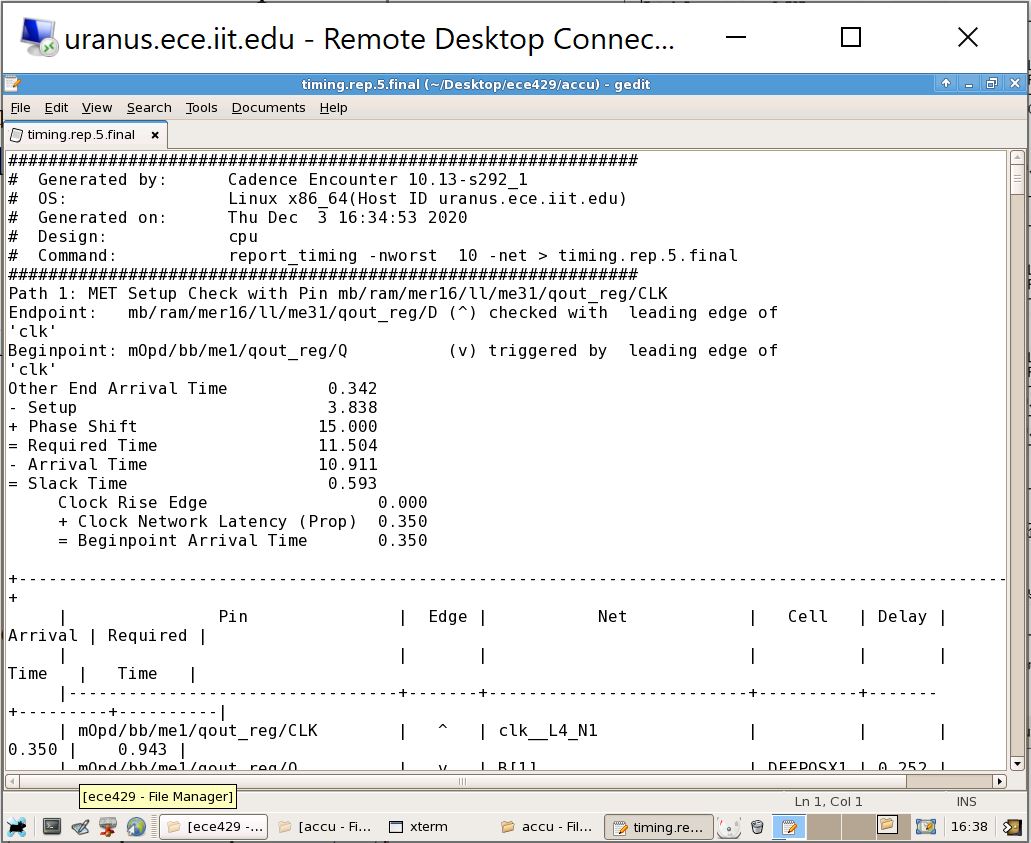 uranus.ece.iit.edu - Remote Desktop Connec...
timing.rep.5.final (~/Desktop/ece429/accu) - gedit
File Edit View Search Tools Documents Help
timing.rep.5.final ×
###############################################################
#  Generated by:      Cadence Encounter 10.13-s292_1
#  OS:                Linux x86_64(Host ID uranus.ece.iit.edu)
#  Generated on:      Thu Dec  3 16:34:53 2020
#  Design:            cpu
#  Command:           report_timing -nworst  10 -net > timing.rep.5.final
###############################################################
Path 1: MET Setup Check with Pin mb/ram/mer16/ll/me31/qout_reg/CLK
Endpoint:   mb/ram/mer16/ll/me31/qout_reg/D (^) checked with  leading edge of
'clk'
Beginpoint: mOpd/bb/me1/qout_reg/Q          (v) triggered by  leading edge of
'clk'
Other End Arrival Time          0.342
- Setup                         3.838
+ Phase Shift                  15.000
= Required Time                11.504
- Arrival Time                 10.911
= Slack Time                    0.593
     Clock Rise Edge                 0.000
     + Clock Network Latency (Prop)  0.350
     = Beginpoint Arrival Time       0.350
+----------------------------------------------------------------------------------------------------
+
     |               Pin               |  Edge |           Net            |   Cell   | Delay |
Arrival | Required |
     |                                 |       |                          |          |       |
Time   |   Time   |
     |---------------------------------+-------+--------------------------+----------+-------
+---------+----------|
     | mOpd/bb/me1/qout_reg/CLK        |   ^   | clk__L4_N1               |          |       |
0.350 |    0.943 |
     | mOpd/bb/me1/qout_reg/Q          |   v   | B[1]                     | DFFPOSX1 | 0.252 |
[ece429 - File Manager]
Ln 1, Col 1 INS
[ece429 -... [accu - Fi... xterm accu - Fil... timing.re... 16:38